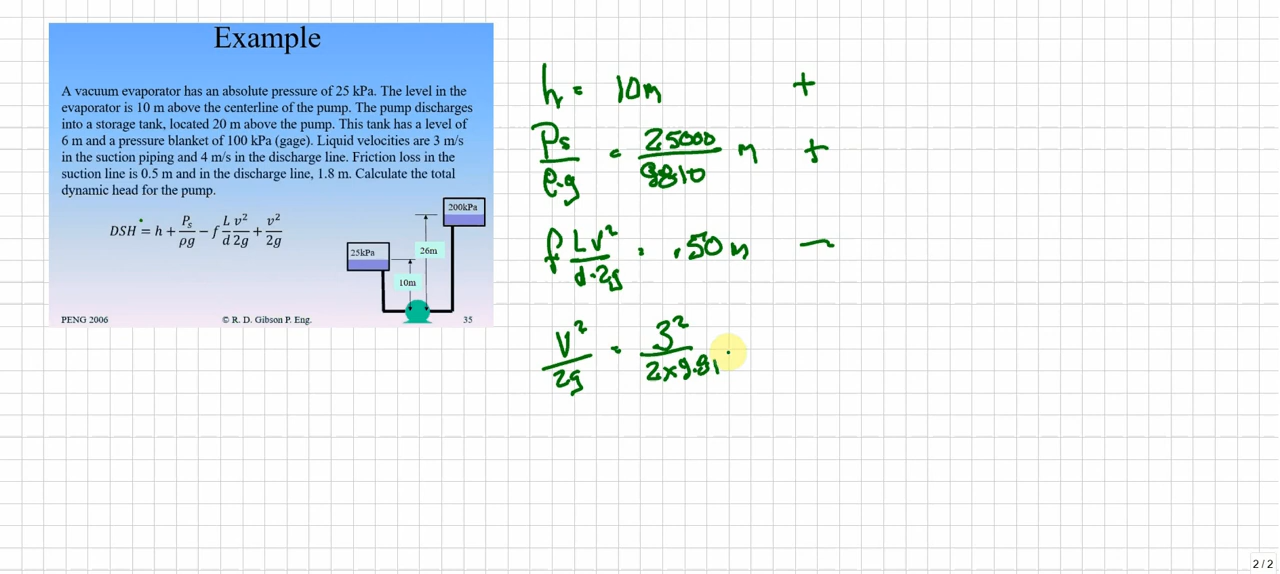 Example
A vacuum evaporator has an absolute pressure of 25 kPa. The level in the
evaporator is 10 m above the centerline of the pump. The pump discharges
into a storage tank, located 20 m above the pump. This tank has a level of
6 m and a pressure blanket of 100 kPa (gage). Liquid velocities are 3 m/s
in the suction piping and 4 m/s in the discharge line. Friction loss in the
suction line is 0.5 m and in the discharge line, 1.8 m. Calculate the total
dynamic head for the pump.
DSH = h + P_s/ρg − f L/d v²/2g + v²/2g
200kPa
25kPa
26m
10m
PENG 2006
© R. D. Gibson P. Eng.
35
h = 10m +
Ps/ρ·g = 25000/9810 m +
f Lv²/d·2g = .50 m −
V²/2g = 3²/2×9.81
2 / 2